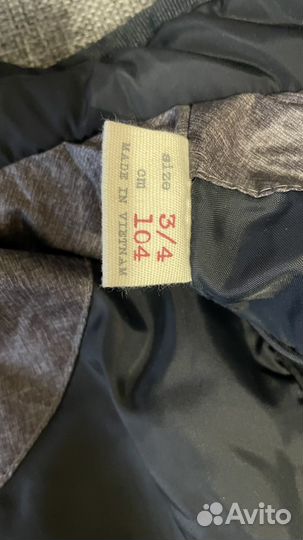 size 3/4
cm 104
MADE IN VIETNAM
Avito